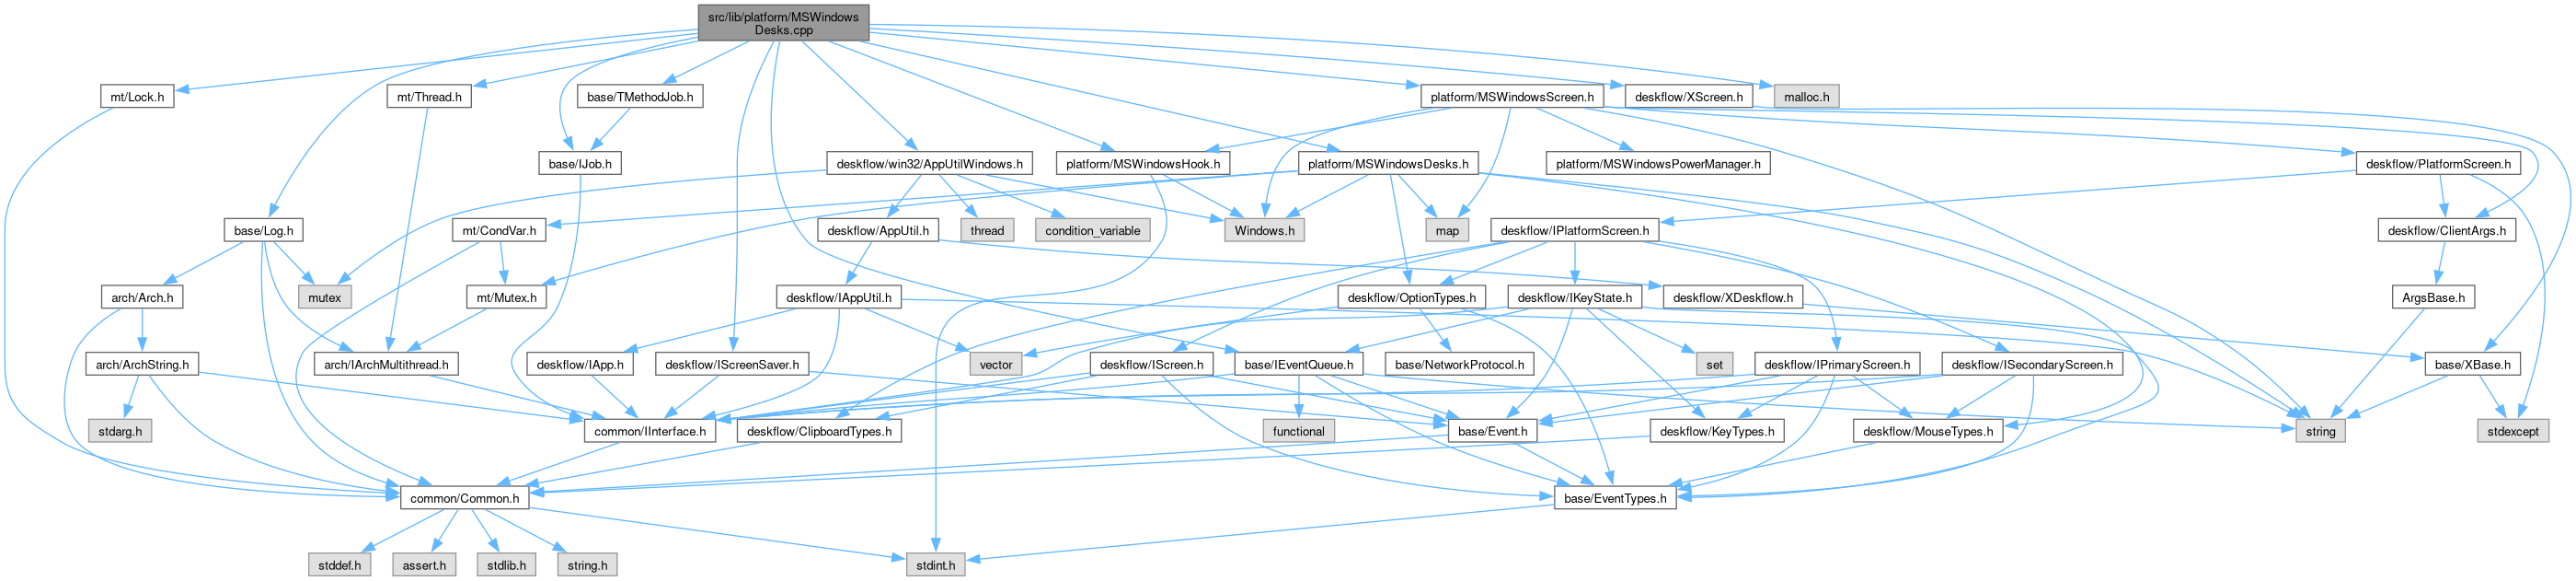 src/lib/platform/MSWindows
Desks.cpp
mt/Lock.h
mt/Thread.h
base/TMethodJob.h
platform/MSWindowsScreen.h
deskflow/XScreen.h
malloc.h
base/IJob.h
deskflow/win32/AppUtilWindows.h
platform/MSWindowsHook.h
platform/MSWindowsDesks.h
platform/MSWindowsPowerManager.h
deskflow/PlatformScreen.h
base/Log.h
mt/CondVar.h
deskflow/AppUtil.h
thread
condition_variable
Windows.h
map
deskflow/IPlatformScreen.h
deskflow/ClientArgs.h
arch/Arch.h
mutex
mt/Mutex.h
deskflow/IAppUtil.h
deskflow/XDeskflow.h
deskflow/OptionTypes.h
deskflow/IKeyState.h
ArgsBase.h
arch/ArchString.h
arch/IArchMultithread.h
deskflow/IApp.h
deskflow/IScreenSaver.h
vector
deskflow/IScreen.h
base/IEventQueue.h
base/NetworkProtocol.h
set
deskflow/IPrimaryScreen.h
deskflow/ISecondaryScreen.h
base/XBase.h
stdarg.h
common/IInterface.h
deskflow/ClipboardTypes.h
functional
base/Event.h
deskflow/KeyTypes.h
deskflow/MouseTypes.h
string
stdexcept
common/Common.h
base/EventTypes.h
stddef.h
assert.h
stdlib.h
string.h
stdint.h